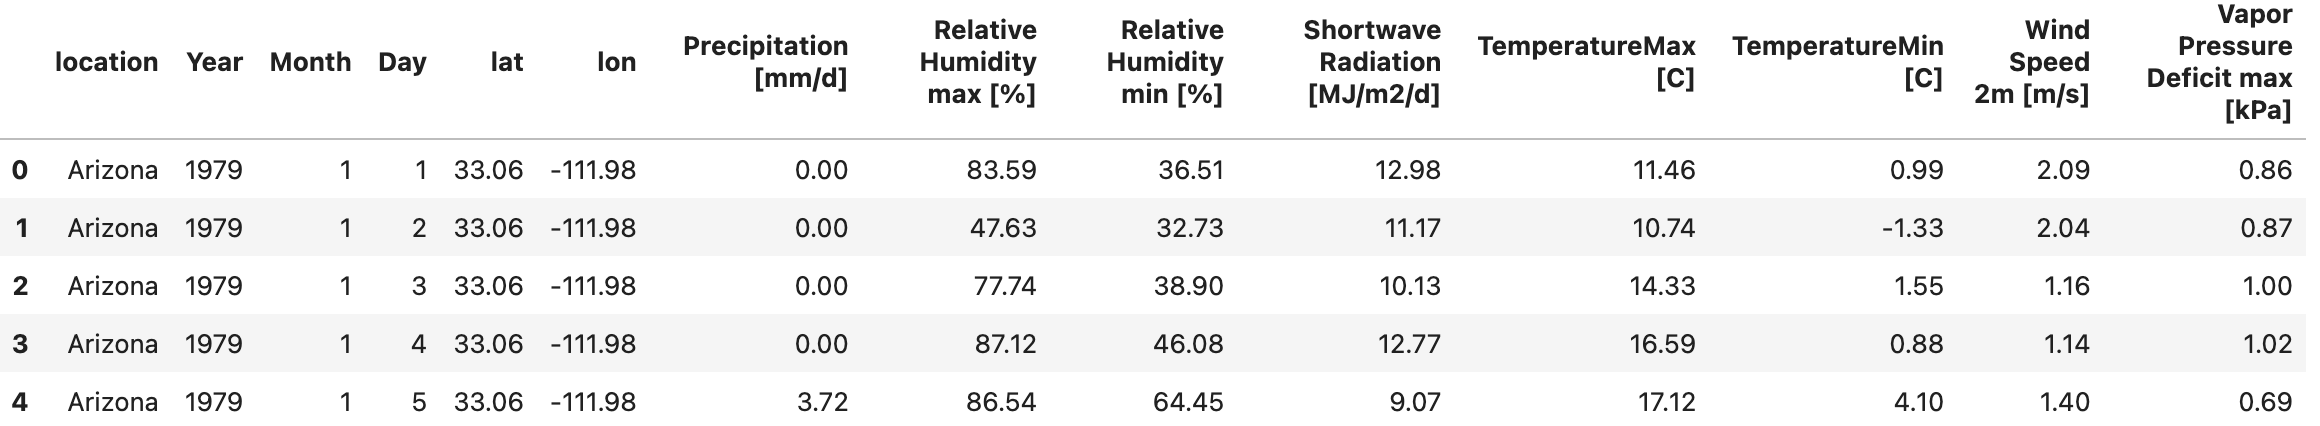 location Year Month Day lat lon Precipitation [mm/d] Relative Humidity max [%] Relative Humidity min [%] Shortwave Radiation [MJ/m2/d] TemperatureMax [C] TemperatureMin [C] Wind Speed 2m [m/s] Vapor Pressure Deficit max [kPa]
0 Arizona 1979 1 1 33.06 -111.98 0.00 83.59 36.51 12.98 11.46 0.99 2.09 0.86
1 Arizona 1979 1 2 33.06 -111.98 0.00 47.63 32.73 11.17 10.74 -1.33 2.04 0.87
2 Arizona 1979 1 3 33.06 -111.98 0.00 77.74 38.90 10.13 14.33 1.55 1.16 1.00
3 Arizona 1979 1 4 33.06 -111.98 0.00 87.12 46.08 12.77 16.59 0.88 1.14 1.02
4 Arizona 1979 1 5 33.06 -111.98 3.72 86.54 64.45 9.07 17.12 4.10 1.40 0.69